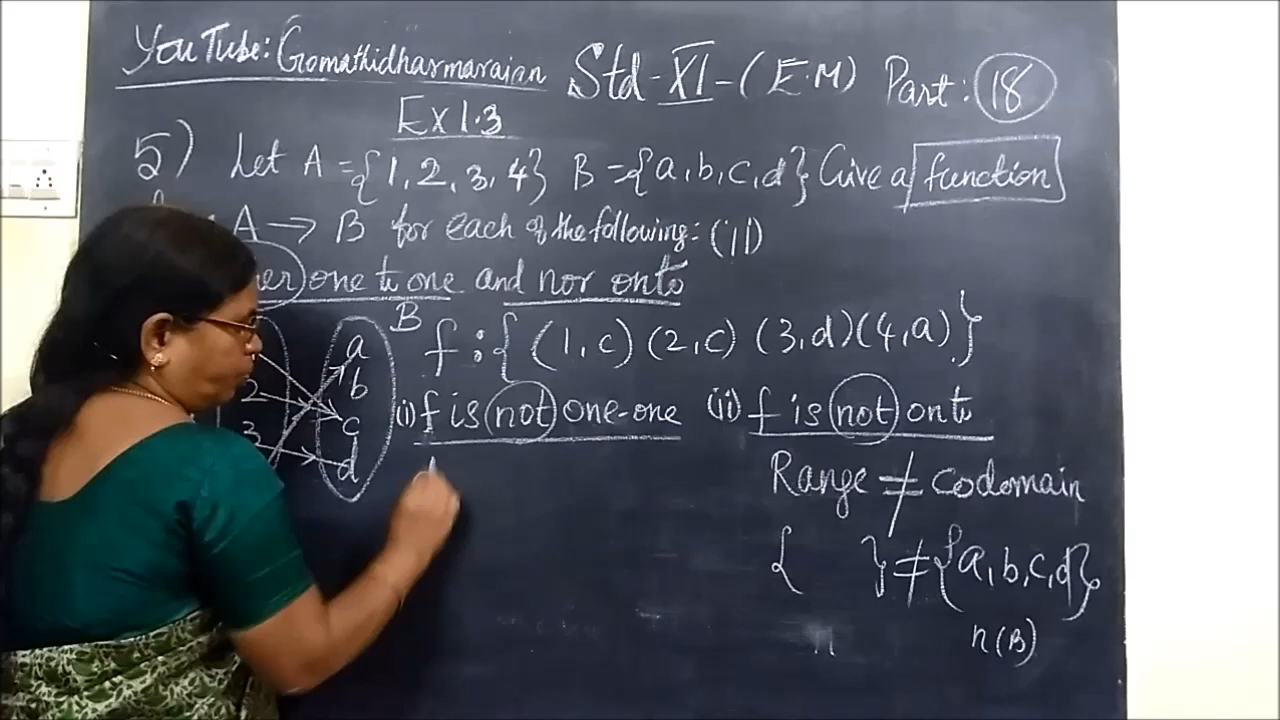 YouTube: Gomathidharmaraian Std-XI-(E.M) Part: 18
Ex 1.3
5) Let A = {1, 2, 3, 4} B = {a, b, c, d} Give a function
A → B for each of the following: (ii)
one to one and nor onto
B f : { (1, c) (2, c) (3, d) (4, a) }
a
b
2 c
3 d
(i) f is not one-one (ii) f is not onto
Range ≠ codomain
{ } ≠ {a, b, c, d}
n n(B)